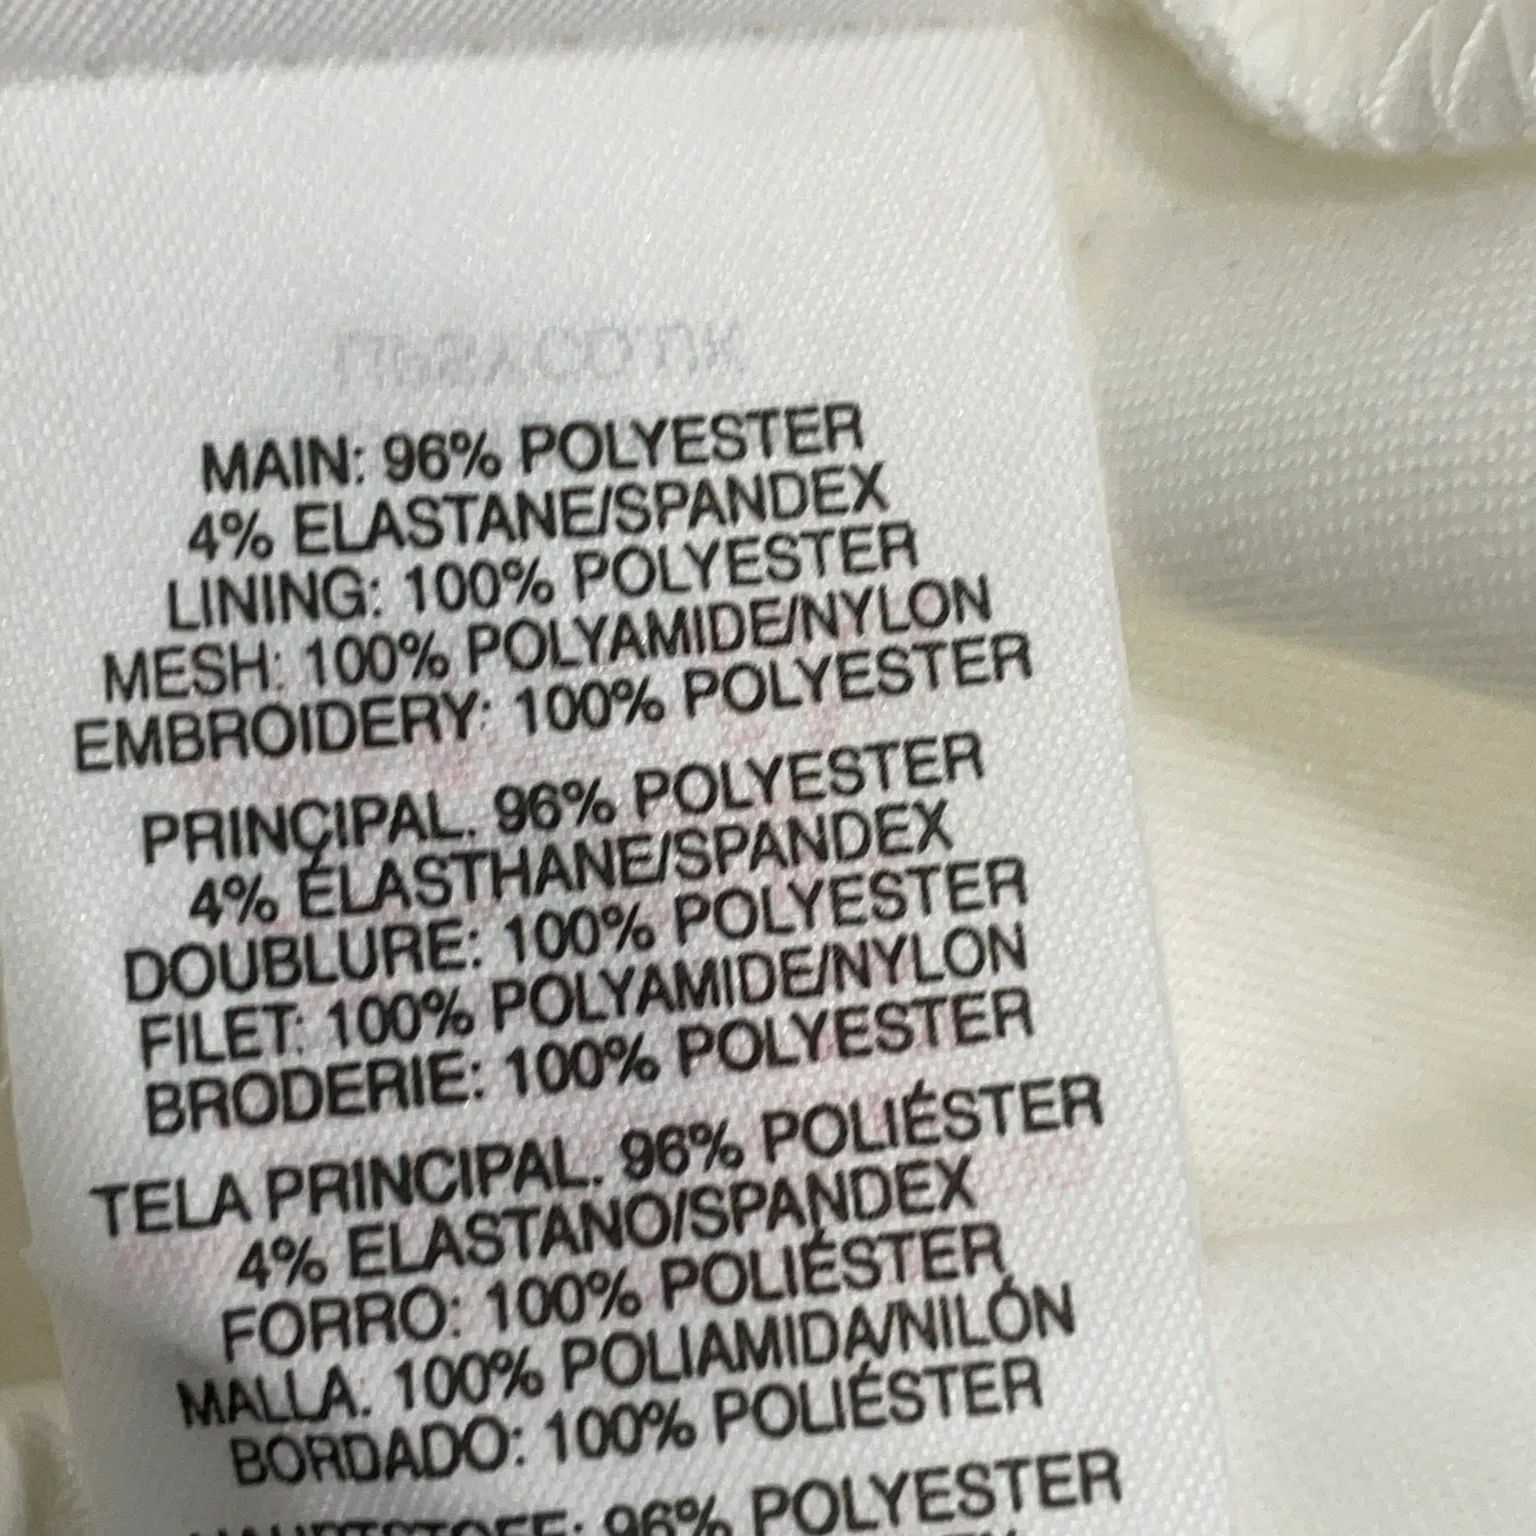 MAIN: 96% POLYESTER
4% ELASTANE/SPANDEX
LINING: 100% POLYESTER
MESH: 100% POLYAMIDE/NYLON
EMBROIDERY: 100% POLYESTER
PRINCIPAL. 96% POLYESTER
4% ÉLASTHANE/SPANDEX
DOUBLURE: 100% POLYESTER
FILET: 100% POLYAMIDE/NYLON
BRODERIE: 100% POLYESTER
TELA PRINCIPAL. 96% POLIÉSTER
4% ELASTANO/SPANDEX
FORRO: 100% POLIÉSTER
MALLA. 100% POLIAMIDA/NILÓN
BORDADO: 100% POLIÉSTER
HAUPTSTOFF: 96% POLYESTER